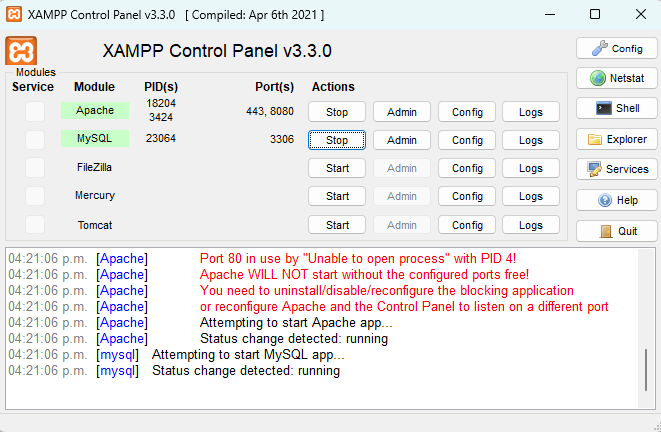 XAMPP Control Panel v3.3.0 [ Compiled: Apr 6th 2021 ]
XAMPP Control Panel v3.3.0
Config
Modules
Service Module PID(s) Port(s) Actions
Netstat
Apache 18204 3424 443, 8080 Stop Admin Config Logs
Shell
MySQL 23064 3306 Stop Admin Config Logs
Explorer
FileZilla Start Admin Config Logs
Services
Mercury Start Admin Config Logs
Help
Tomcat Start Admin Config Logs
Quit
04:21:06 p.m. [Apache] Port 80 in use by "Unable to open process" with PID 4!
04:21:06 p.m. [Apache] Apache WILL NOT start without the configured ports free!
04:21:06 p.m. [Apache] You need to uninstall/disable/reconfigure the blocking application
04:21:06 p.m. [Apache] or reconfigure Apache and the Control Panel to listen on a different port
04:21:06 p.m. [Apache] Attempting to start Apache app...
04:21:06 p.m. [Apache] Status change detected: running
04:21:06 p.m. [mysql] Attempting to start MySQL app...
04:21:06 p.m. [mysql] Status change detected: running